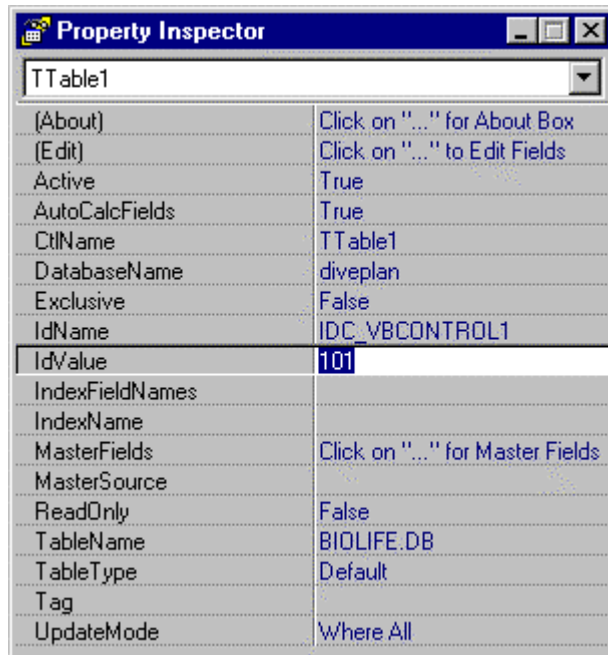 Property Inspector
TTable1
(About) Click on "..." for About Box
(Edit) Click on "..." to Edit Fields
Active True
AutoCalcFields True
CtlName TTable1
DatabaseName diveplan
Exclusive False
IdName IDC_VBCONTROL1
IdValue 101
IndexFieldNames
IndexName
MasterFields Click on "..." for Master Fields
MasterSource
ReadOnly False
TableName BIOLIFE.DB
TableType Default
Tag
UpdateMode Where All